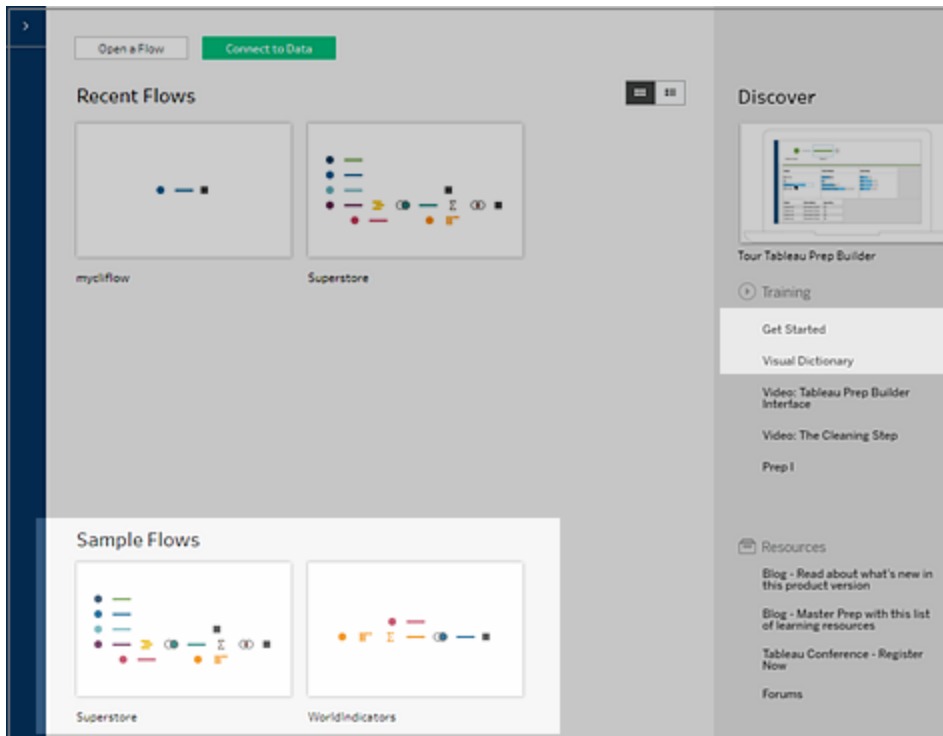 Open a Flow
Connect to Data
Recent Flows
mycliflow
Superstore
Sample Flows
Superstore
WorldIndicators
Discover
Tour Tableau Prep Builder
Training
Get Started
Visual Dictionary
Video: Tableau Prep Builder
Interface
Video: The Cleaning Step
Prep I
Resources
Blog - Read about what's new in
this product version
Blog - Master Prep with this list
of learning resources
Tableau Conference - Register
Now
Forums